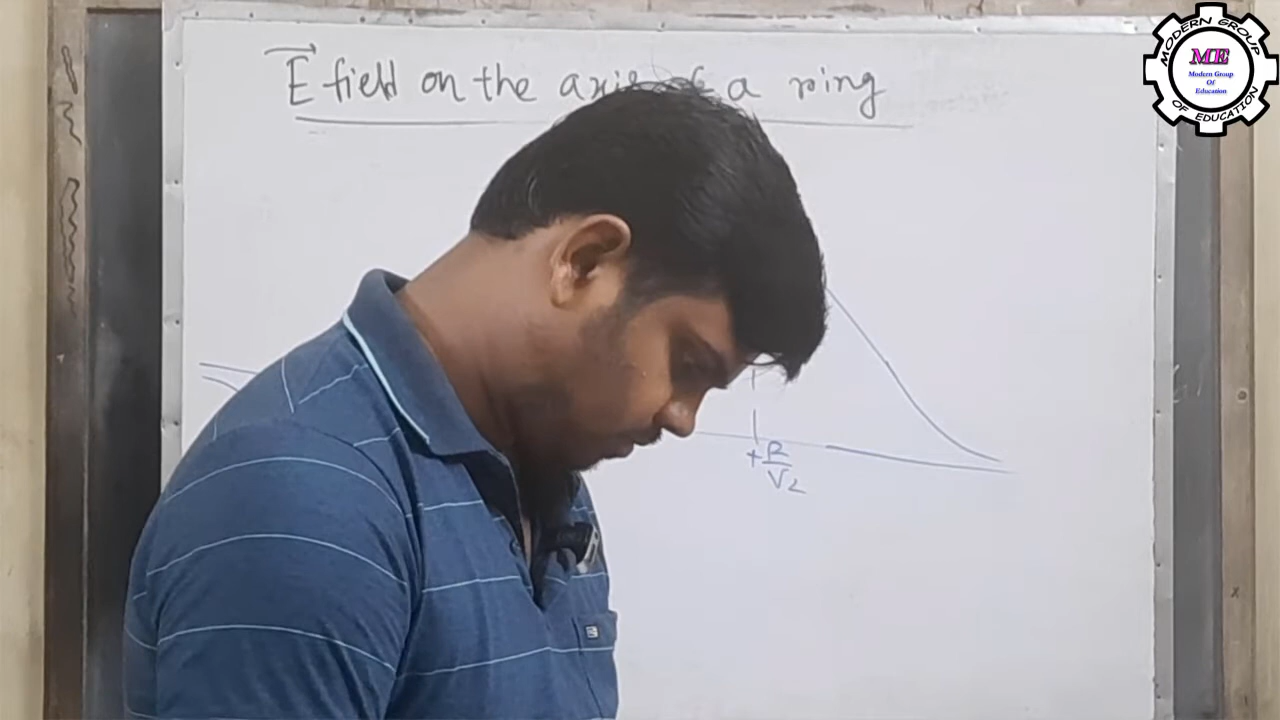 E field on the axis of a ring
+R/√2
MODERN GROUP
ME
Modern Group
Of
Education
OF EDUCATION